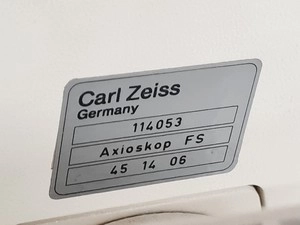 Carl Zeiss
Germany
114053
Axioskop FS
45 14 06